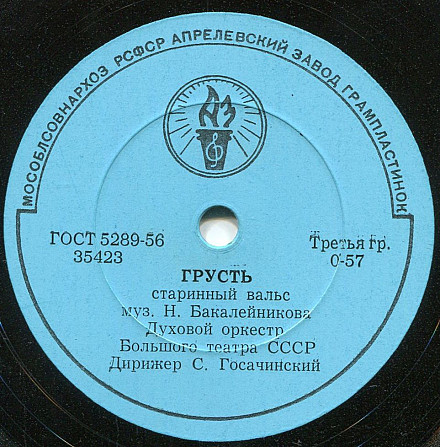 МОСОБЛСОВНАРХОЗ РСФСР АПРЕЛЕВСКИЙ ЗАВОД ГРАМПЛАСТИНОК
АЗ
ГОСТ 5289-56
35423
Третья гр.
0-57
ГРУСТЬ
старинный вальс
муз. Н. Бакалейникова
Духовой оркестр
Большого театра СССР
Дирижер С. Госачинский